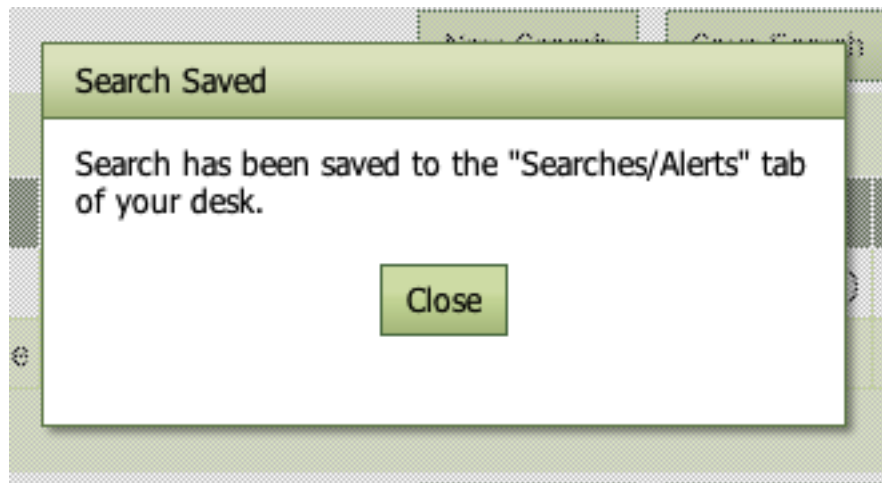 Search Saved
Search has been saved to the "Searches/Alerts" tab
of your desk.
Close
e